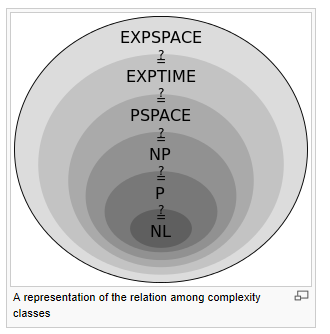 EXPSPACE
?
=
EXPTIME
?
=
PSPACE
?
=
NP
?
=
P
?
=
NL
A representation of the relation among complexity
classes